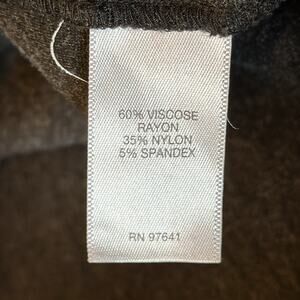 60% VISCOSE
RAYON
35% NYLON
5% SPANDEX
RN 97641